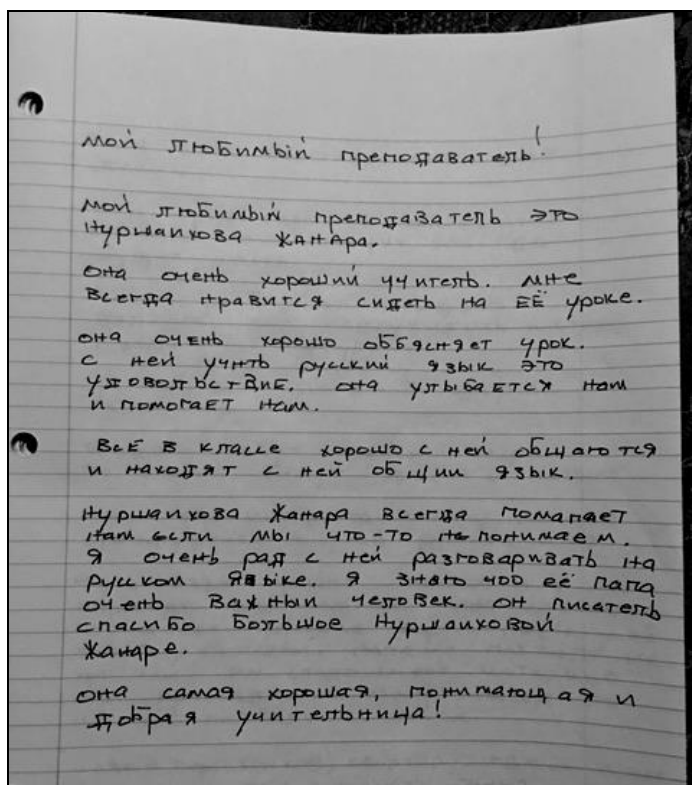 мой любимый преподаватель!
мой любимый преподаватель это
Нуршаихова Жанара.
она очень хороший учитель. мне
всегда нравится сидеть на её уроке.
она очень хорошо обьясняет урок.
с ней учить русский язык это
удовольствие. она улыбается нам
и помогает нам.
Всё в классе хорошо с ней общаются
и находят с ней общии язык.
Нуршаихова Жанара всегда помагает
нам если мы что-то не понимаем.
я очень рад с ней разговаривать на
русском языке. я знаю что её папа
очень важный человек. он писатель
спасибо большое Нуршаиховой
Жанаре.
она самая хорошая, понимающая и
добрая учительница!